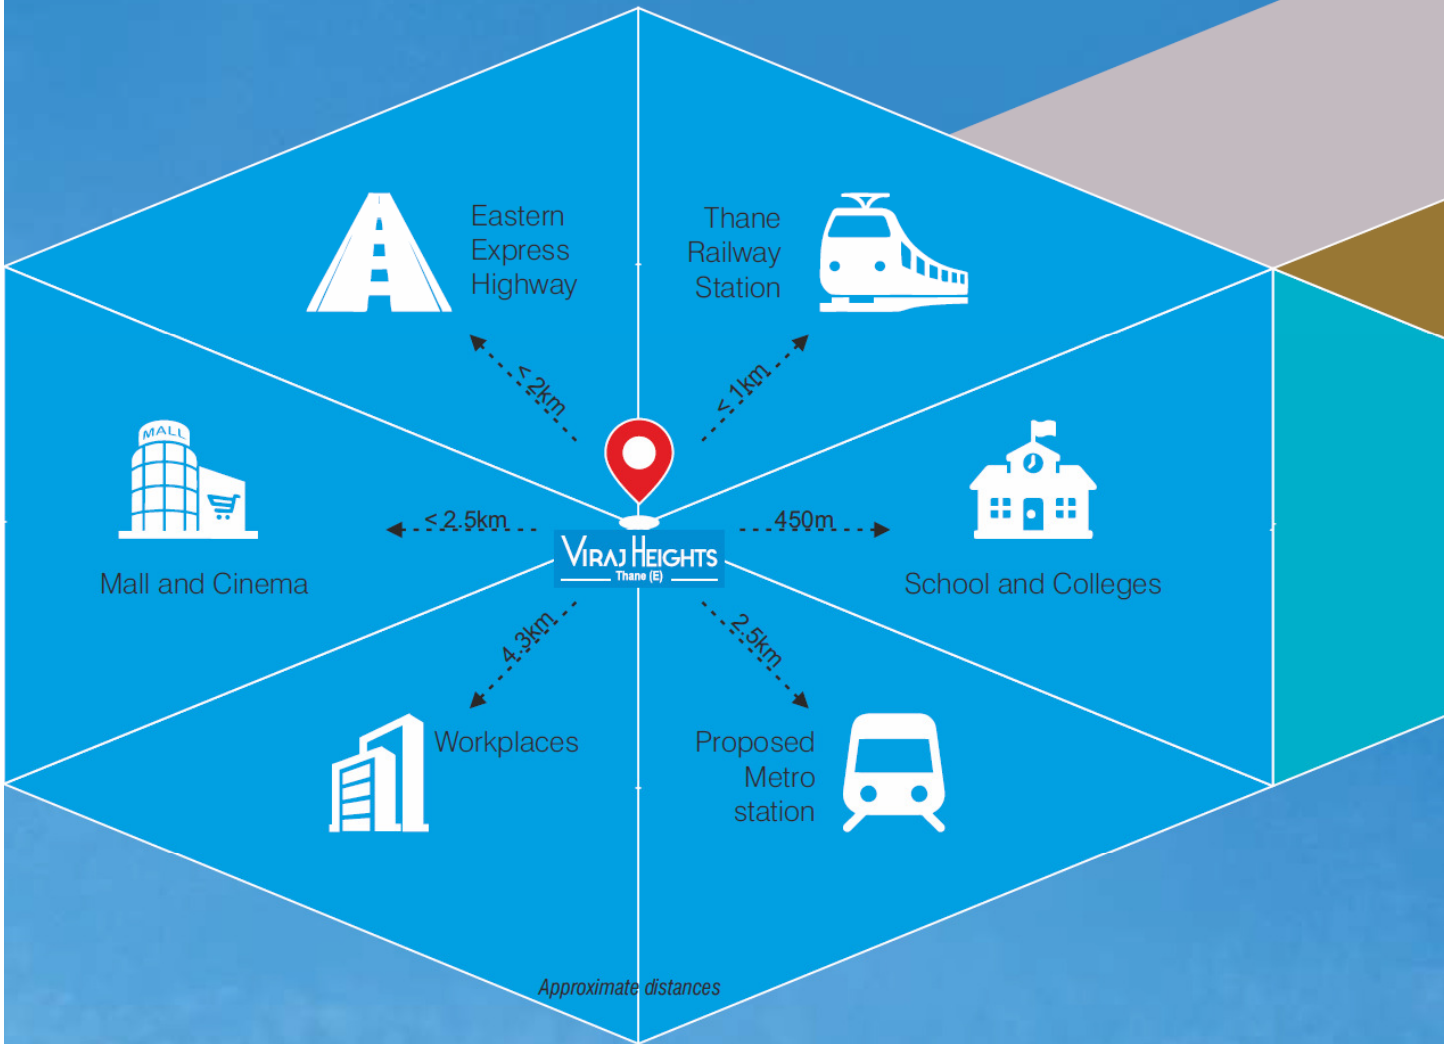 Eastern
Express
Highway
Thane
Railway
Station
< 2km
< 1km
MALL
< 2.5km
450m
VIRAJ HEIGHTS
Thane (E)
Mall and Cinema
School and Colleges
4.3km
2.5km
Workplaces
Proposed
Metro
station
Approximate distances